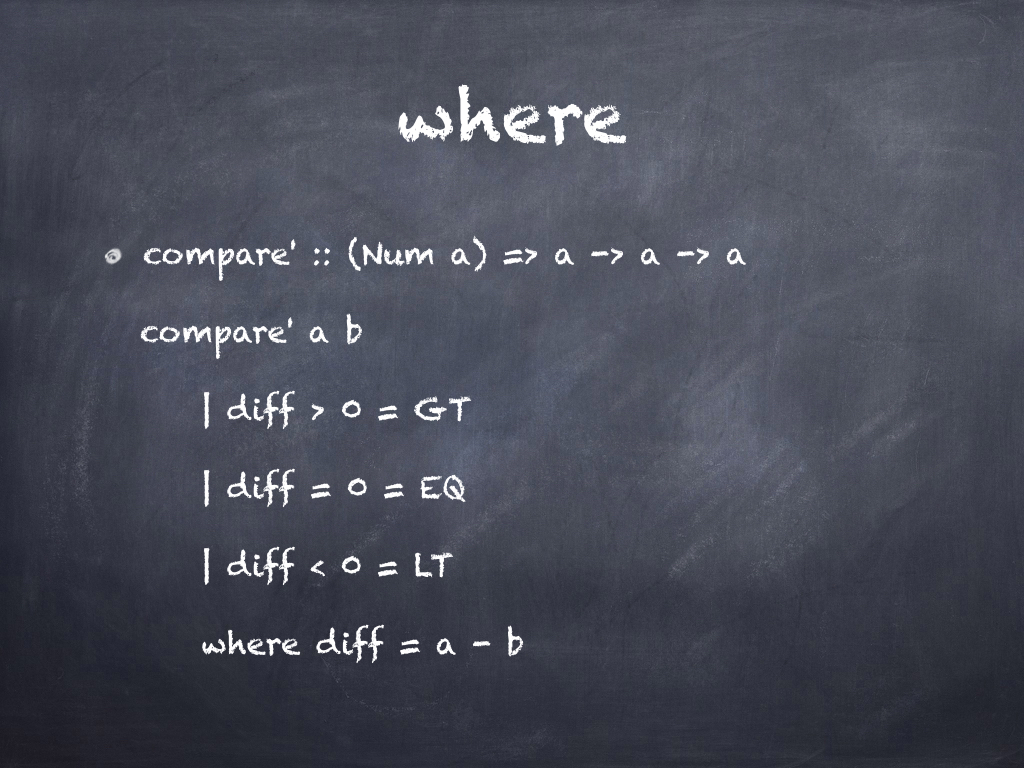 where
compare' :: (Num a) => a -> a -> a
compare' a b
| diff > 0 = GT
| diff = 0 = EQ
| diff < 0 = LT
where diff = a - b